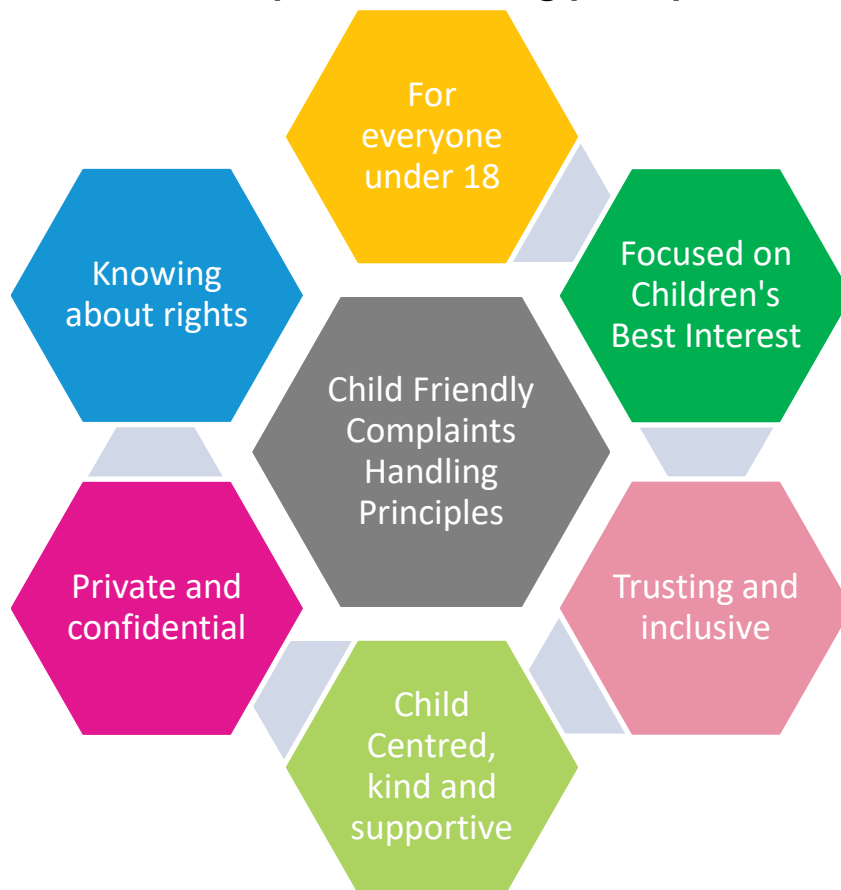 For
everyone
under 18
Focused on
Children's
Best Interest
Trusting and
inclusive
Child
Centred,
kind and
supportive
Private and
confidential
Knowing
about rights
Child Friendly
Complaints
Handling
Principles